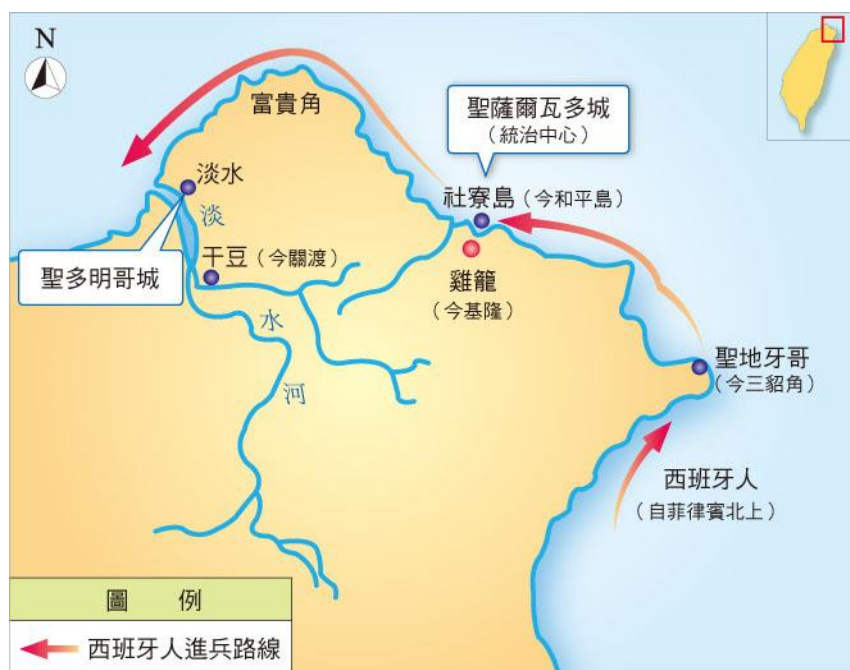 N
富貴角
聖薩爾瓦多城
（統治中心）
淡水
社寮島（今和平島）
淡
聖多明哥城
干豆（今關渡）
雞籠
（今基隆）
水
河
聖地牙哥
（今三貂角）
西班牙人
（自菲律賓北上）
圖 例
西班牙人進兵路線